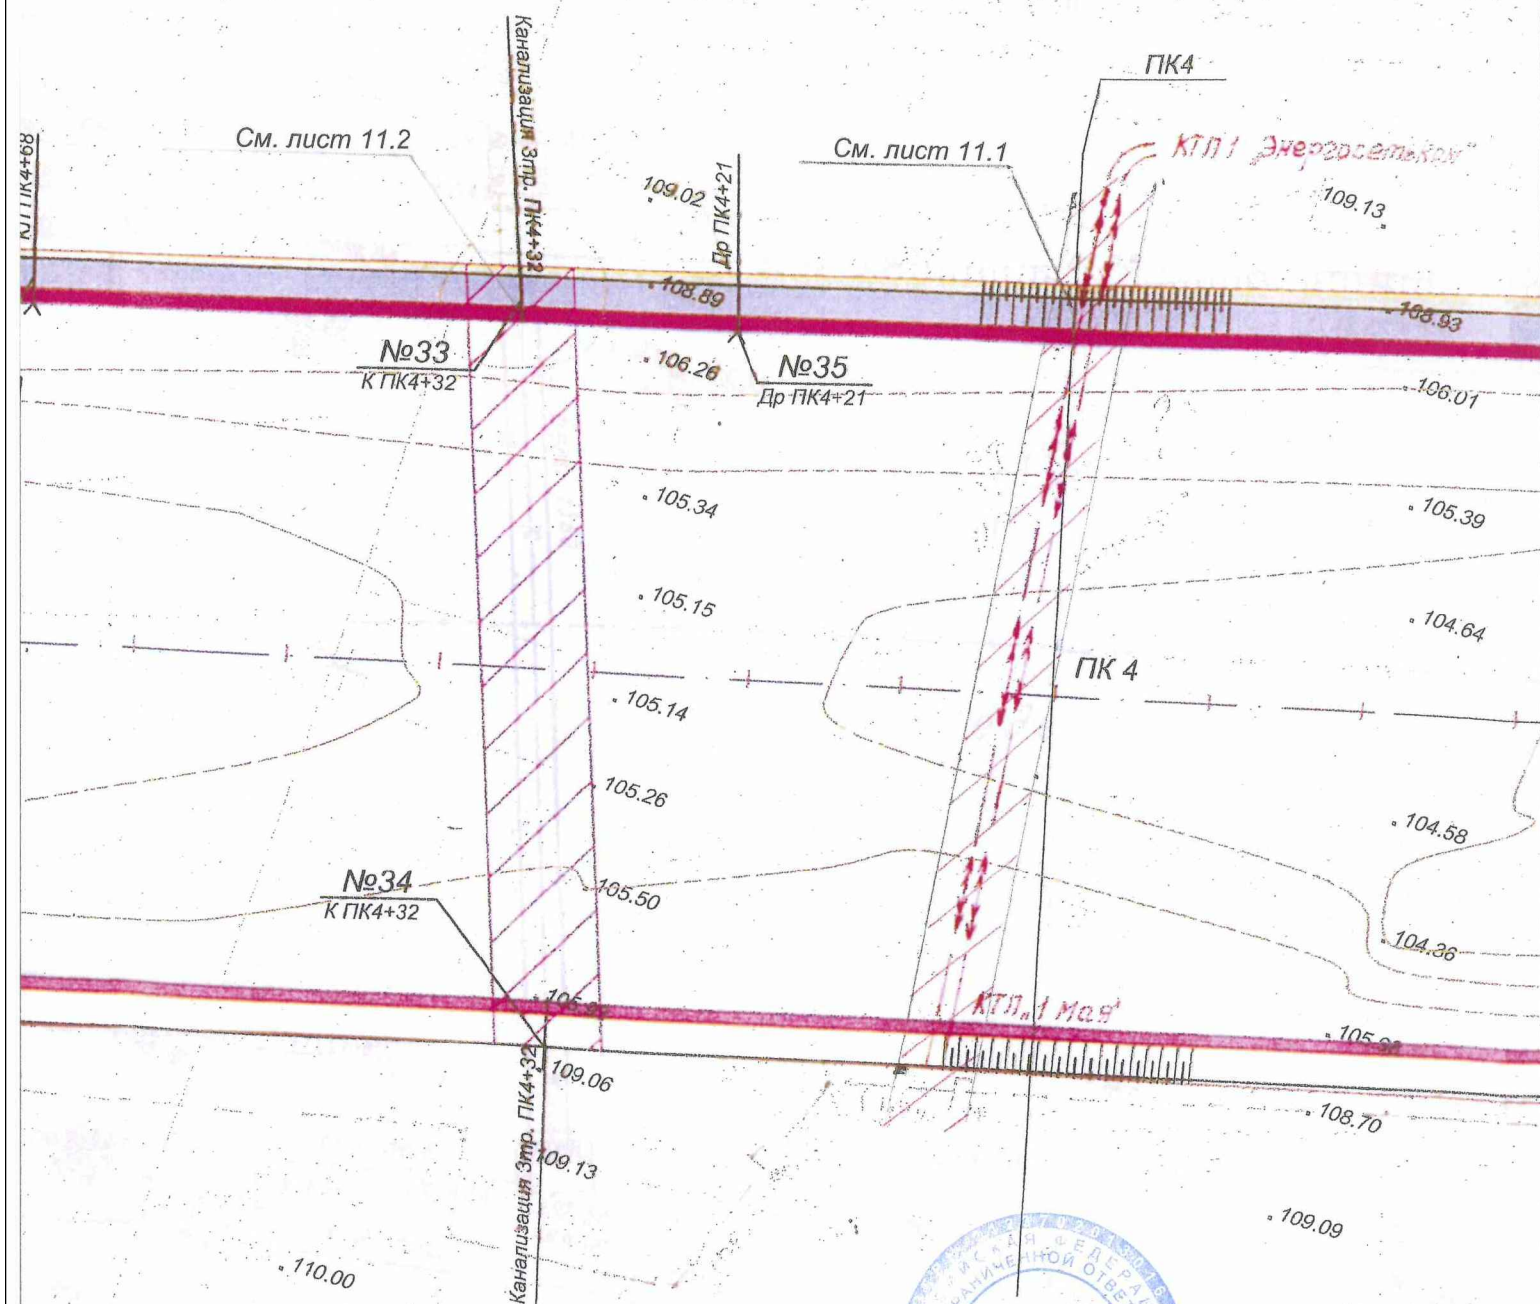 ПК4
Канализация 3тр. ПК4+32
См. лист 11.2
См. лист 11.1
КТП 1 „Энергосетьком"
КЛ ПК4+68
Др ПК4+21
109.02
109.13
108.89
108.93
№33
К ПК4+32
106.26
№35
Др ПК4+21
106.01
105.34
105.39
105.15
104.64
ПК 4
105.14
105.26
104.58
№34
К ПК4+32
105.50
104.36
КТП „1 Мая"
109.06
Канализация 3тр. ПК4+32
109.13
108.70
109.09
110.00